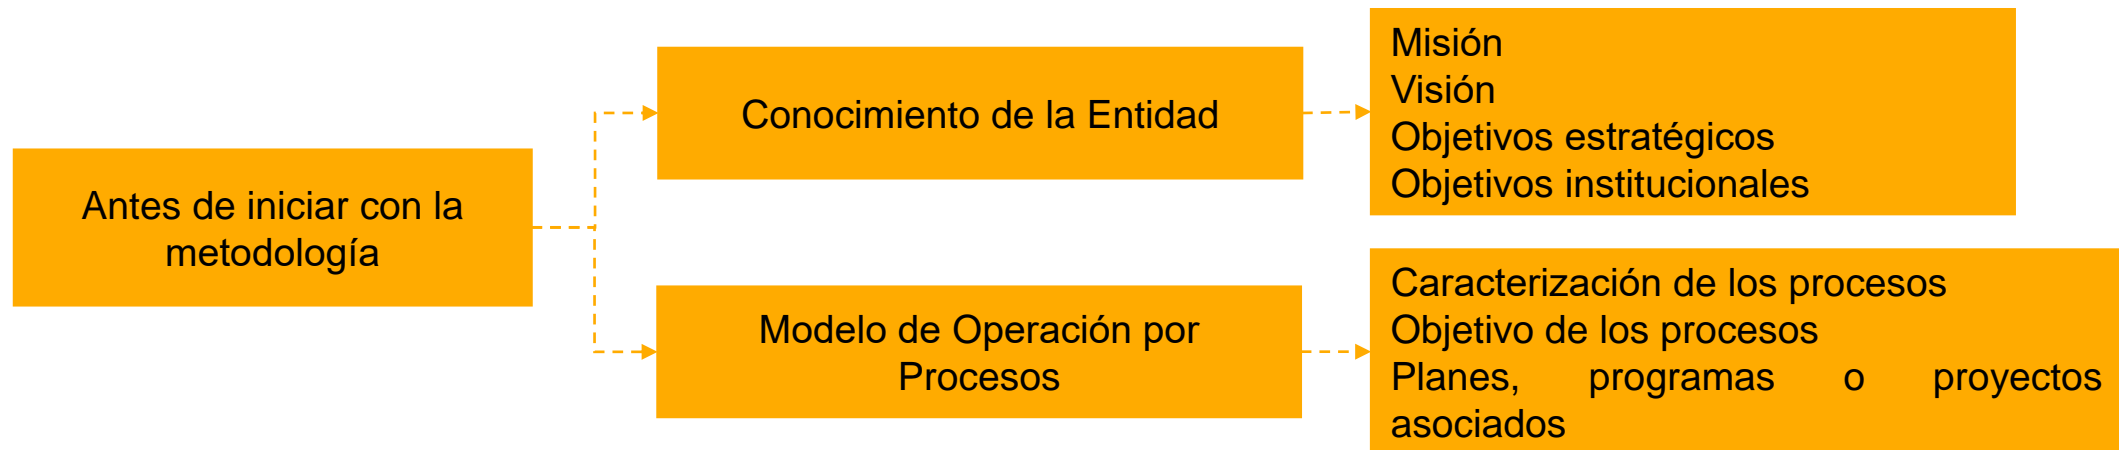 Antes de iniciar con la
metodología
Conocimiento de la Entidad
Misión
Visión
Objetivos estratégicos
Objetivos institucionales
Modelo de Operación por
Procesos
Caracterización de los procesos
Objetivo de los procesos
Planes, programas o proyectos
asociados